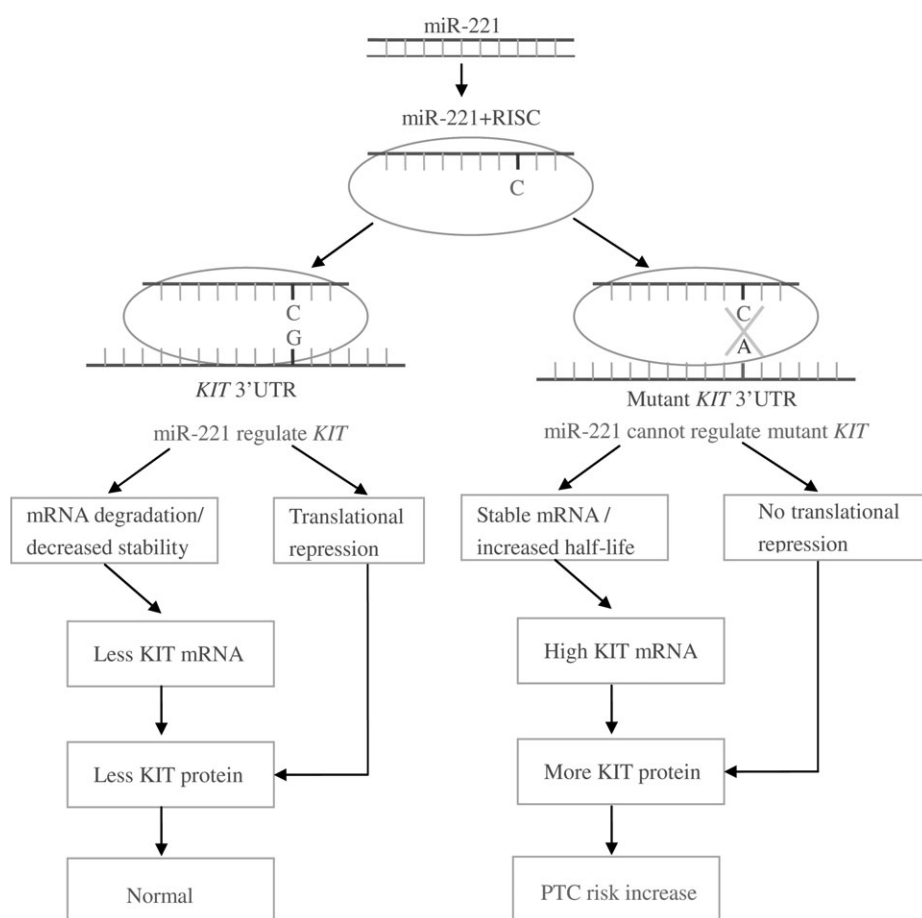 miR-221
miR-221+RISC
C
C
G
KIT 3’UTR
miR-221 regulate KIT
mRNA degradation/
decreased stability
Translational
repression
Less KIT mRNA
Less KIT protein
Normal
C
A
Mutant KIT 3’UTR
miR-221 cannot regulate mutant KIT
Stable mRNA /
increased half-life
No translational
repression
High KIT mRNA
More KIT protein
PTC risk increase